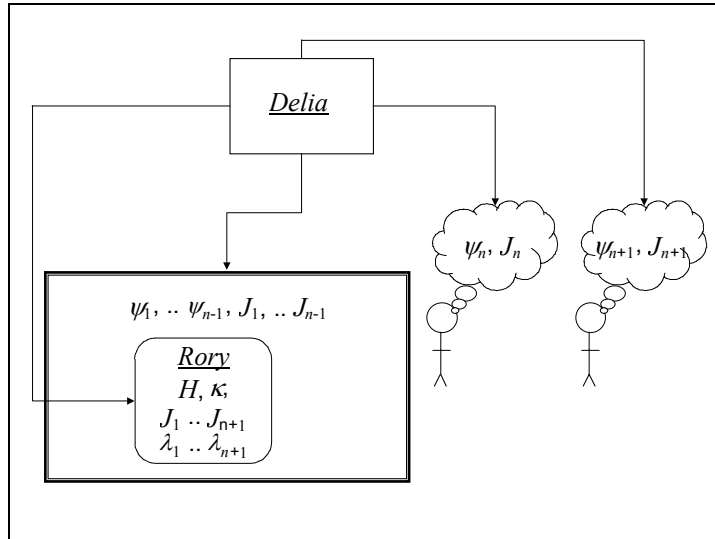 Delia
ψn, Jn
ψn+1, Jn+1
ψ1, .. ψn-1, J1, .. Jn-1
Rory
H, κ,
J1 .. Jn+1
λ1 .. λn+1